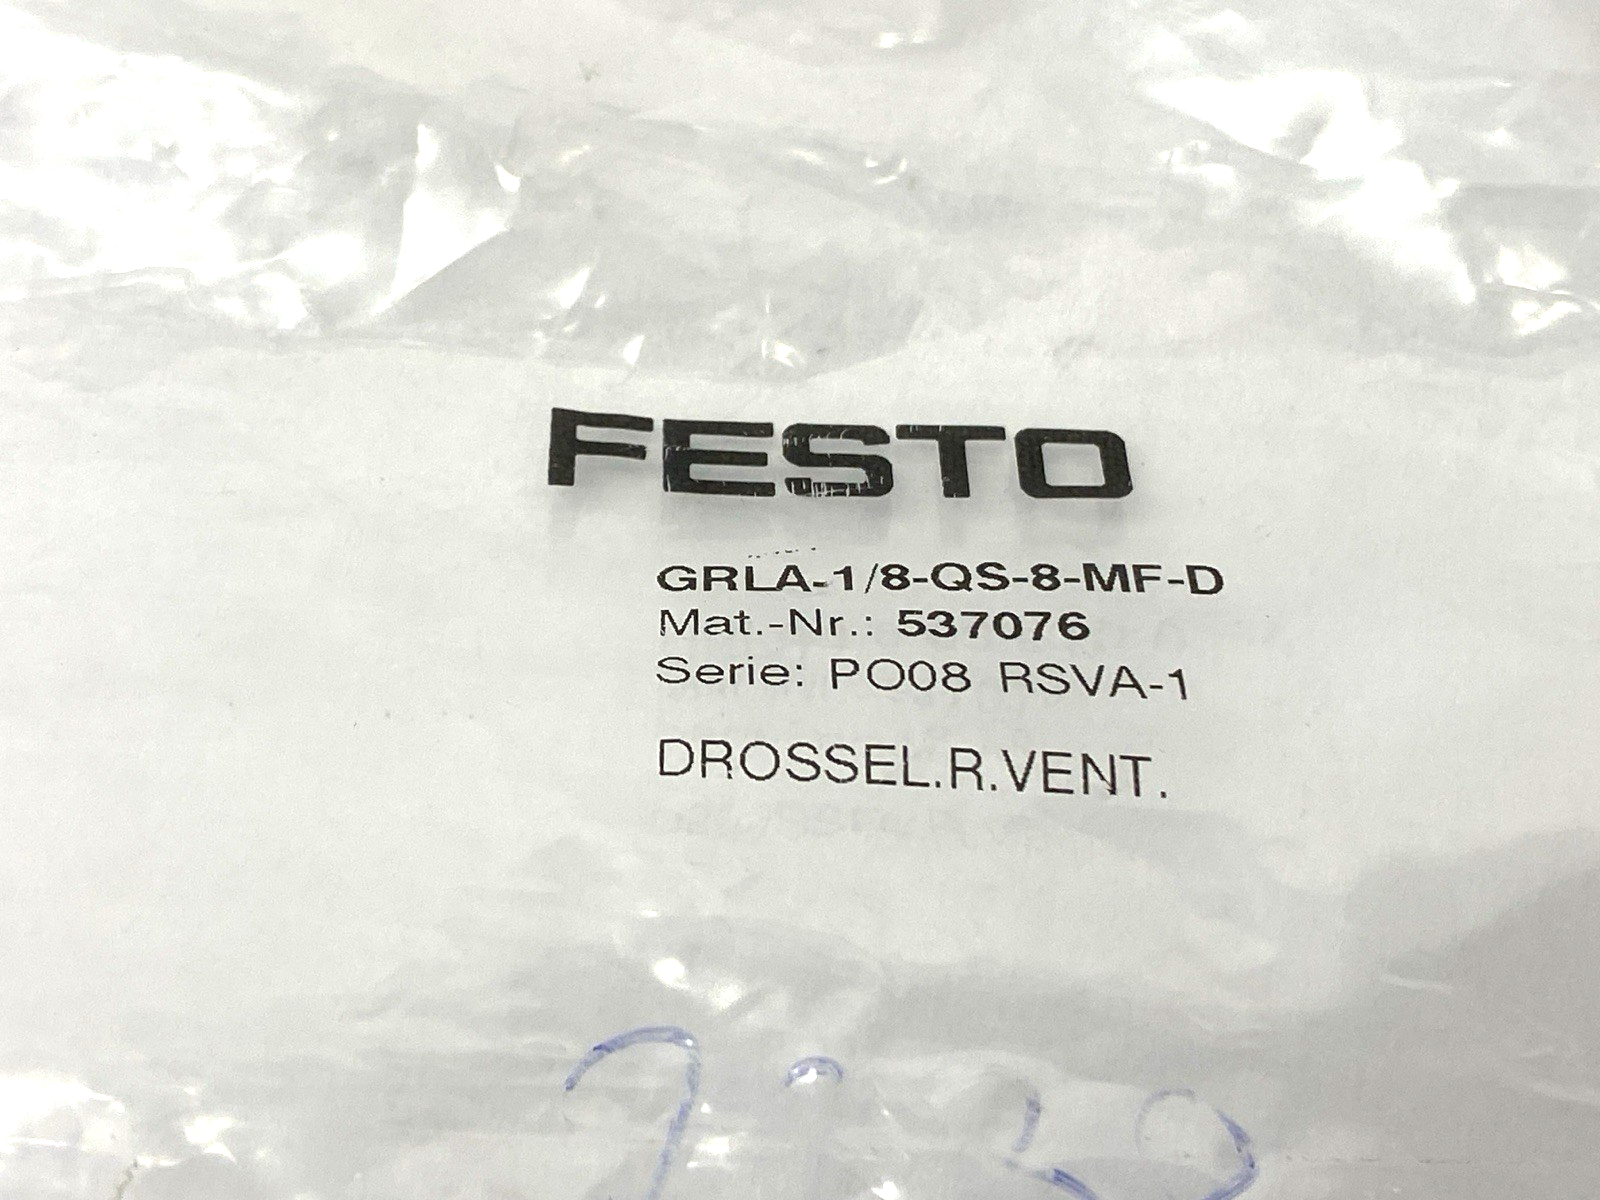 FESTO
GRLA-1/8-QS-8-MF-D
Mat.-Nr.: 537076
Serie: PO08 RSVA-1
DROSSEL.R.VENT.